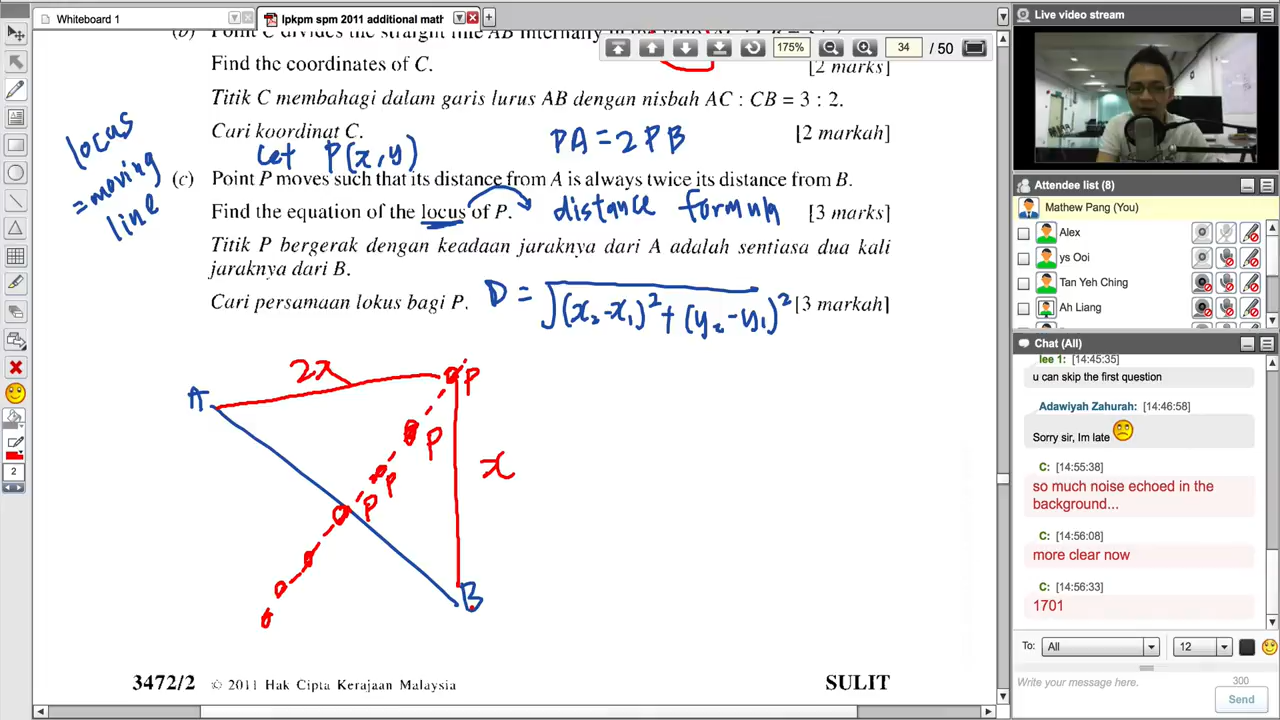 Whiteboard 1
lpkpm spm 2011 additional math
Live video stream
175%
34 / 50
Find the coordinates of C.
[2 marks]
Titik C membahagi dalam garis lurus AB dengan nisbah AC : CB = 3 : 2.
Cari koordinat C.
[2 markah]
let P(x,y)
PA = 2PB
locus
= moving
line
(c) Point P moves such that its distance from A is always twice its distance from B.
Find the equation of the locus of P.
distance formula
[3 marks]
Titik P bergerak dengan keadaan jaraknya dari A adalah sentiasa dua kali
jaraknya dari B.
Cari persamaan lokus bagi P.
D = √(x₂-x₁)²+(y₂-y₁)²
[3 markah]
2x
A
P
P
P
P
x
B
3472/2 © 2011 Hak Cipta Kerajaan Malaysia
SULIT
2
Attendee list (8)
Mathew Pang (You)
Alex
ys Ooi
Tan Yeh Ching
Ah Liang
Chat (All)
lee 1: [14:45:35]
u can skip the first question
Adawiyah Zahurah: [14:46:58]
Sorry sir, Im late
C: [14:55:38]
so much noise echoed in the
background...
C: [14:56:08]
more clear now
C: [14:56:33]
1701
To: All 12
Write your message here.
300
Send